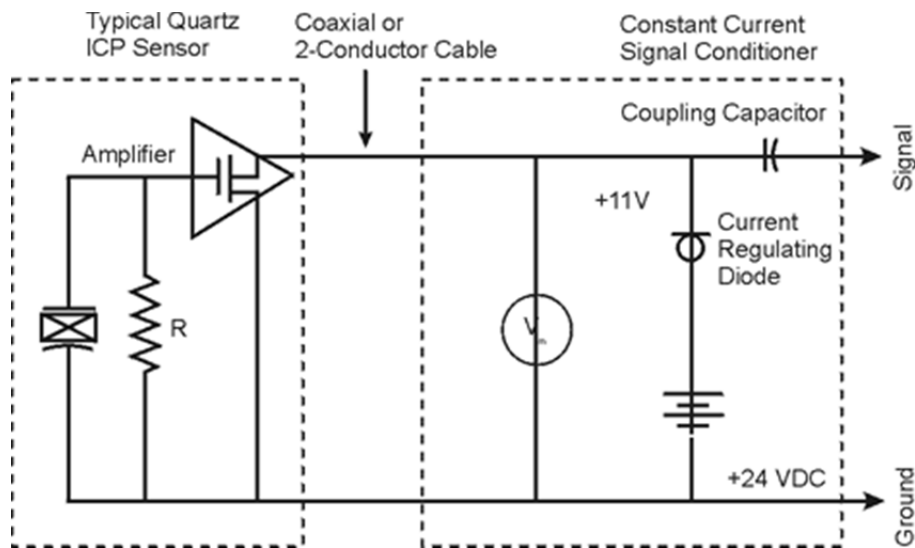 Typical Quartz
ICP Sensor
Coaxial or
2-Conductor Cable
Constant Current
Signal Conditioner
Coupling Capacitor
Amplifier
Signal
+11V
Current
Regulating
Diode
R
Vm
+24 VDC
Ground